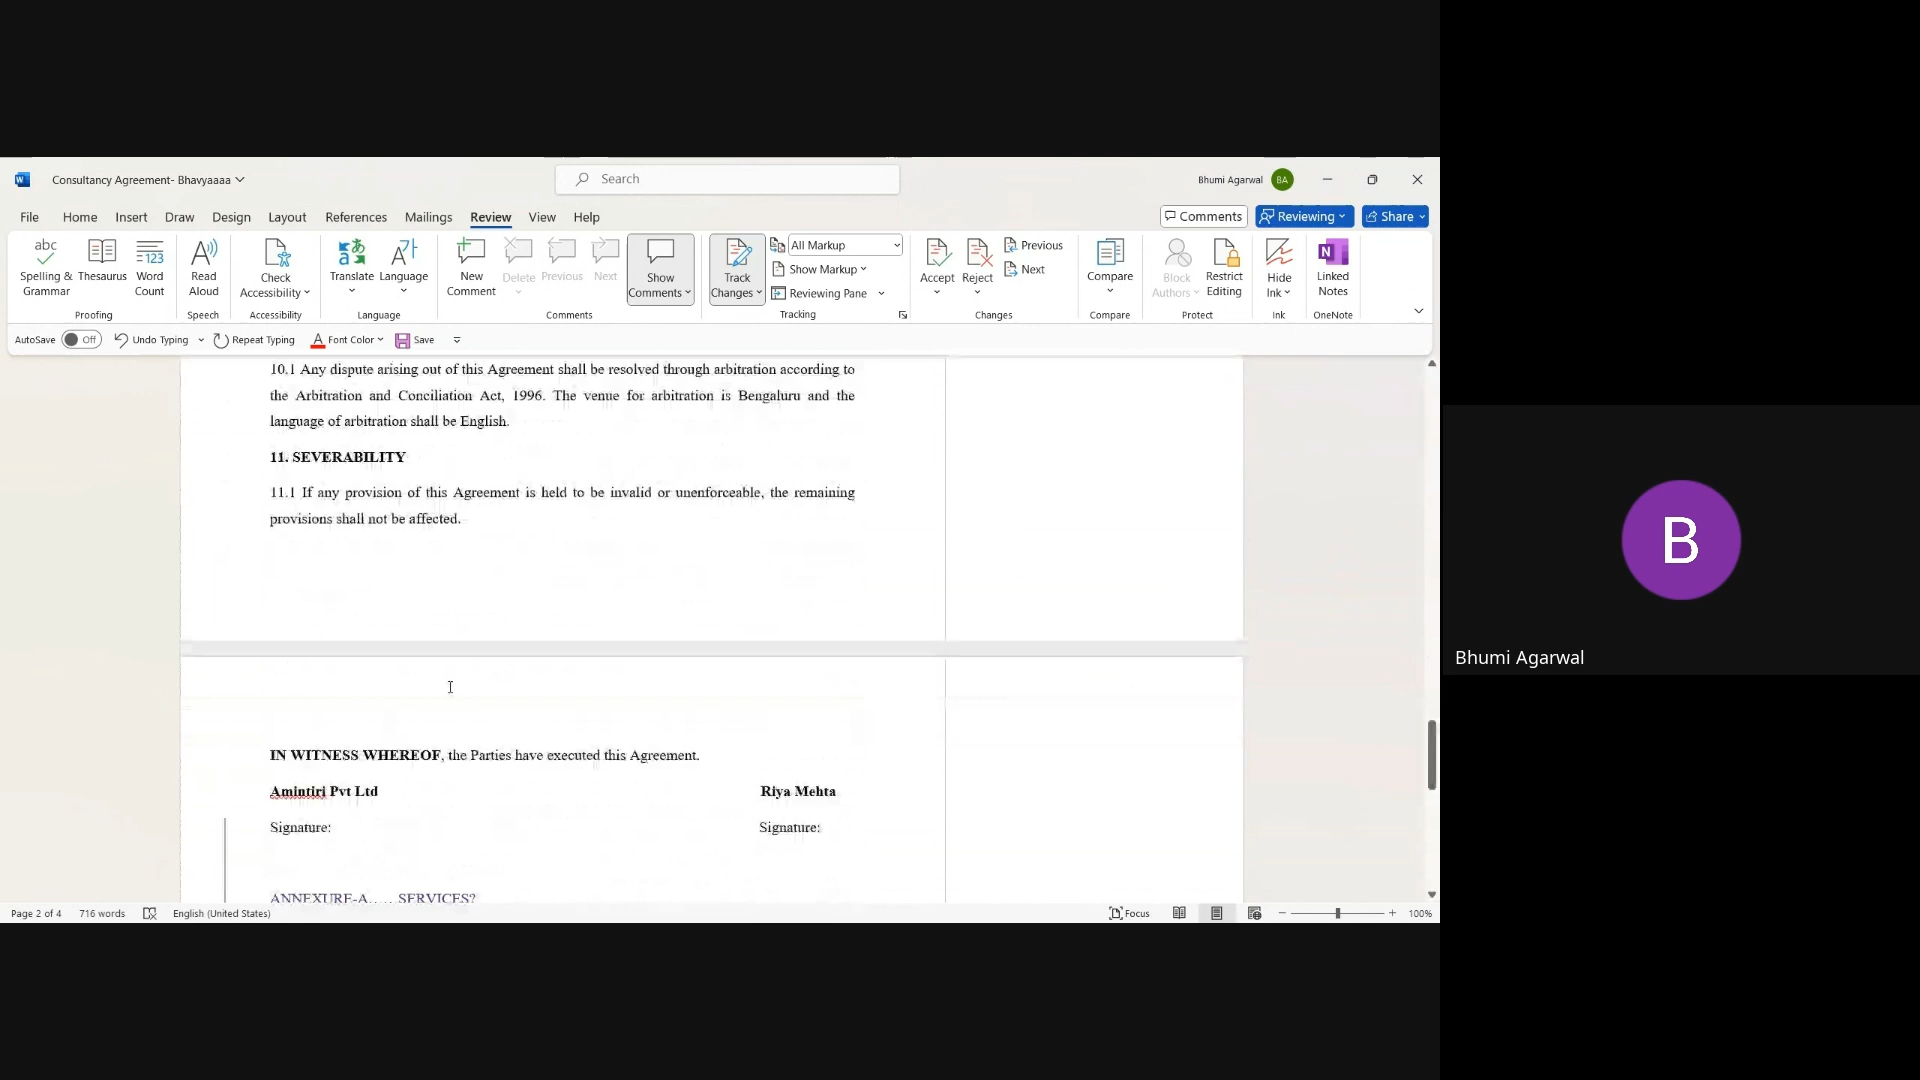 Consultancy Agreement- Bhavyaaaa
Search
Bhumi Agarwal BA
File Home Insert Draw Design Layout References Mailings Review View Help
Comments Reviewing Share
abc Spelling & Grammar
Thesaurus
123 Word Count
Proofing
A Read Aloud
Speech
Check Accessibility
Accessibility
Translate
Language
Language
New Comment
Delete
Previous
Next
Show Comments
Comments
Track Changes
All Markup
Show Markup
Reviewing Pane
Tracking
Accept
Reject
Previous
Next
Changes
Compare
Compare
Block Authors
Restrict Editing
Protect
Hide Ink
Ink
N Linked Notes
OneNote
AutoSave Off Undo Typing Repeat Typing A Font Color Save
10.1 Any dispute arising out of this Agreement shall be resolved through arbitration according to
the Arbitration and Conciliation Act, 1996. The venue for arbitration is Bengaluru and the
language of arbitration shall be English.
11. SEVERABILITY
11.1 If any provision of this Agreement is held to be invalid or unenforceable, the remaining
provisions shall not be affected.
IN WITNESS WHEREOF, the Parties have executed this Agreement.
Amintiri Pvt Ltd Riya Mehta
Signature: Signature:
ANNEXURE-A..... SERVICES?
Page 2 of 4 716 words English (United States) Focus 100%
B
Bhumi Agarwal